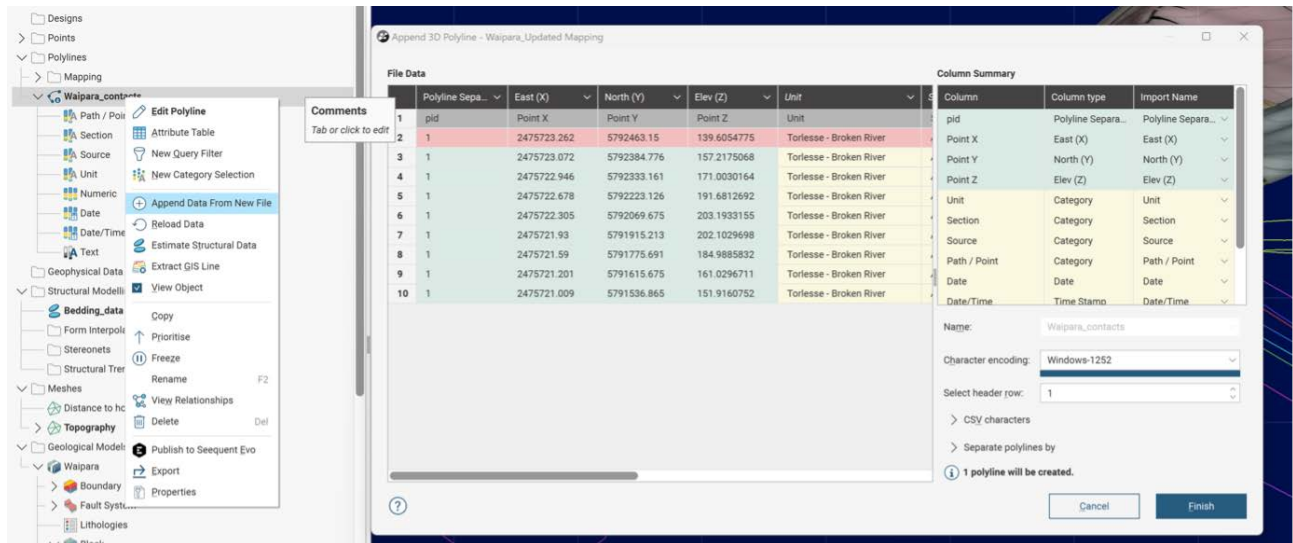 Designs
Points
Polylines
Mapping
Waipara_contacts
Path / Poi
Section
Source
Unit
Numeric
Date
Date/Time
Text
Geophysical Data
Structural Modelli
Bedding_data
Form Interpola
Stereonets
Structural Tren
Meshes
Distance to ho
Topography
Geological Models
Waipara
Boundary
Fault System
Lithologies
Block
Edit Polyline
Attribute Table
New Query Filter
New Category Selection
Append Data From New File
Reload Data
Estimate Structural Data
Extract GIS Line
View Object
Copy
Prioritise
Freeze
Rename F2
View Relationships
Delete Del
Publish to Seequent Evo
Export
Properties
Comments
Tab or click to edit
Append 3D Polyline - Waipara_Updated Mapping
File Data
Polyline Sepa... East (X) North (Y) Elev (Z) Unit S
1 pid Point X Point Y Point Z Unit
2 1 2475723.262 5792463.15 139.6054775 Torlesse - Broken River
3 1 2475723.072 5792384.776 157.2175068 Torlesse - Broken River
4 1 2475722.946 5792333.161 171.0030164 Torlesse - Broken River
5 1 2475722.678 5792223.126 191.6812692 Torlesse - Broken River
6 1 2475722.305 5792069.675 203.1933155 Torlesse - Broken River
7 1 2475721.93 5791915.213 202.1029698 Torlesse - Broken River
8 1 2475721.59 5791775.691 184.9885832 Torlesse - Broken River
9 1 2475721.201 5791615.675 161.0296711 Torlesse - Broken River
10 1 2475721.009 5791536.865 151.9160752 Torlesse - Broken River
Column Summary
Column Column type Import Name
pid Polyline Separa... Polyline Separa...
Point X East (X) East (X)
Point Y North (Y) North (Y)
Point Z Elev (Z) Elev (Z)
Unit Category Unit
Section Category Section
Source Category Source
Path / Point Category Path / Point
Date Date Date
Date/Time Time Stamp Date/Time
Name: Waipara_contacts
Character encoding: Windows-1252
Select header row: 1
CSV characters
Separate polylines by
1 polyline will be created.
Cancel Finish